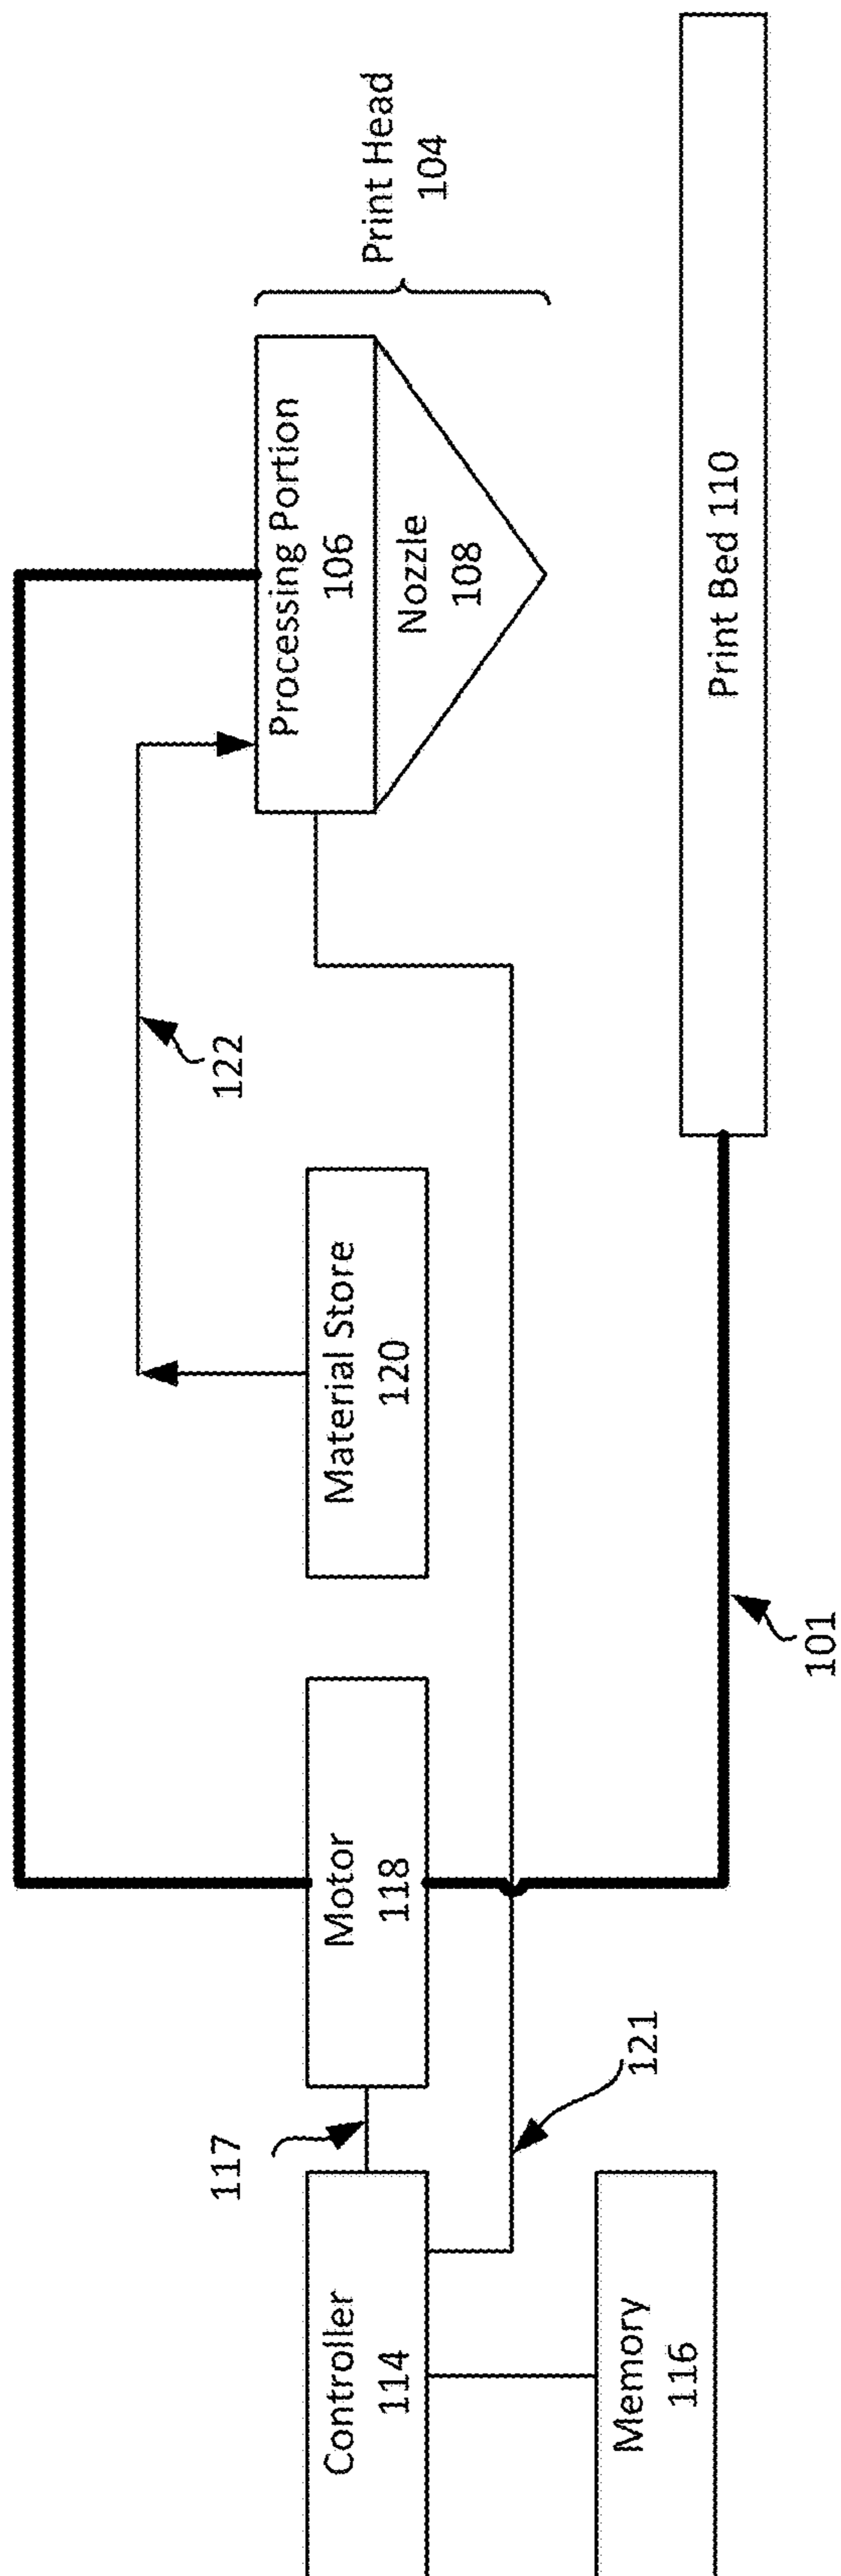 Print Head
104
Processing Portion
106
Nozzle
108
Print Bed 110
122
Material Store
120
101
Motor
118
117
121
Controller
114
Memory
116